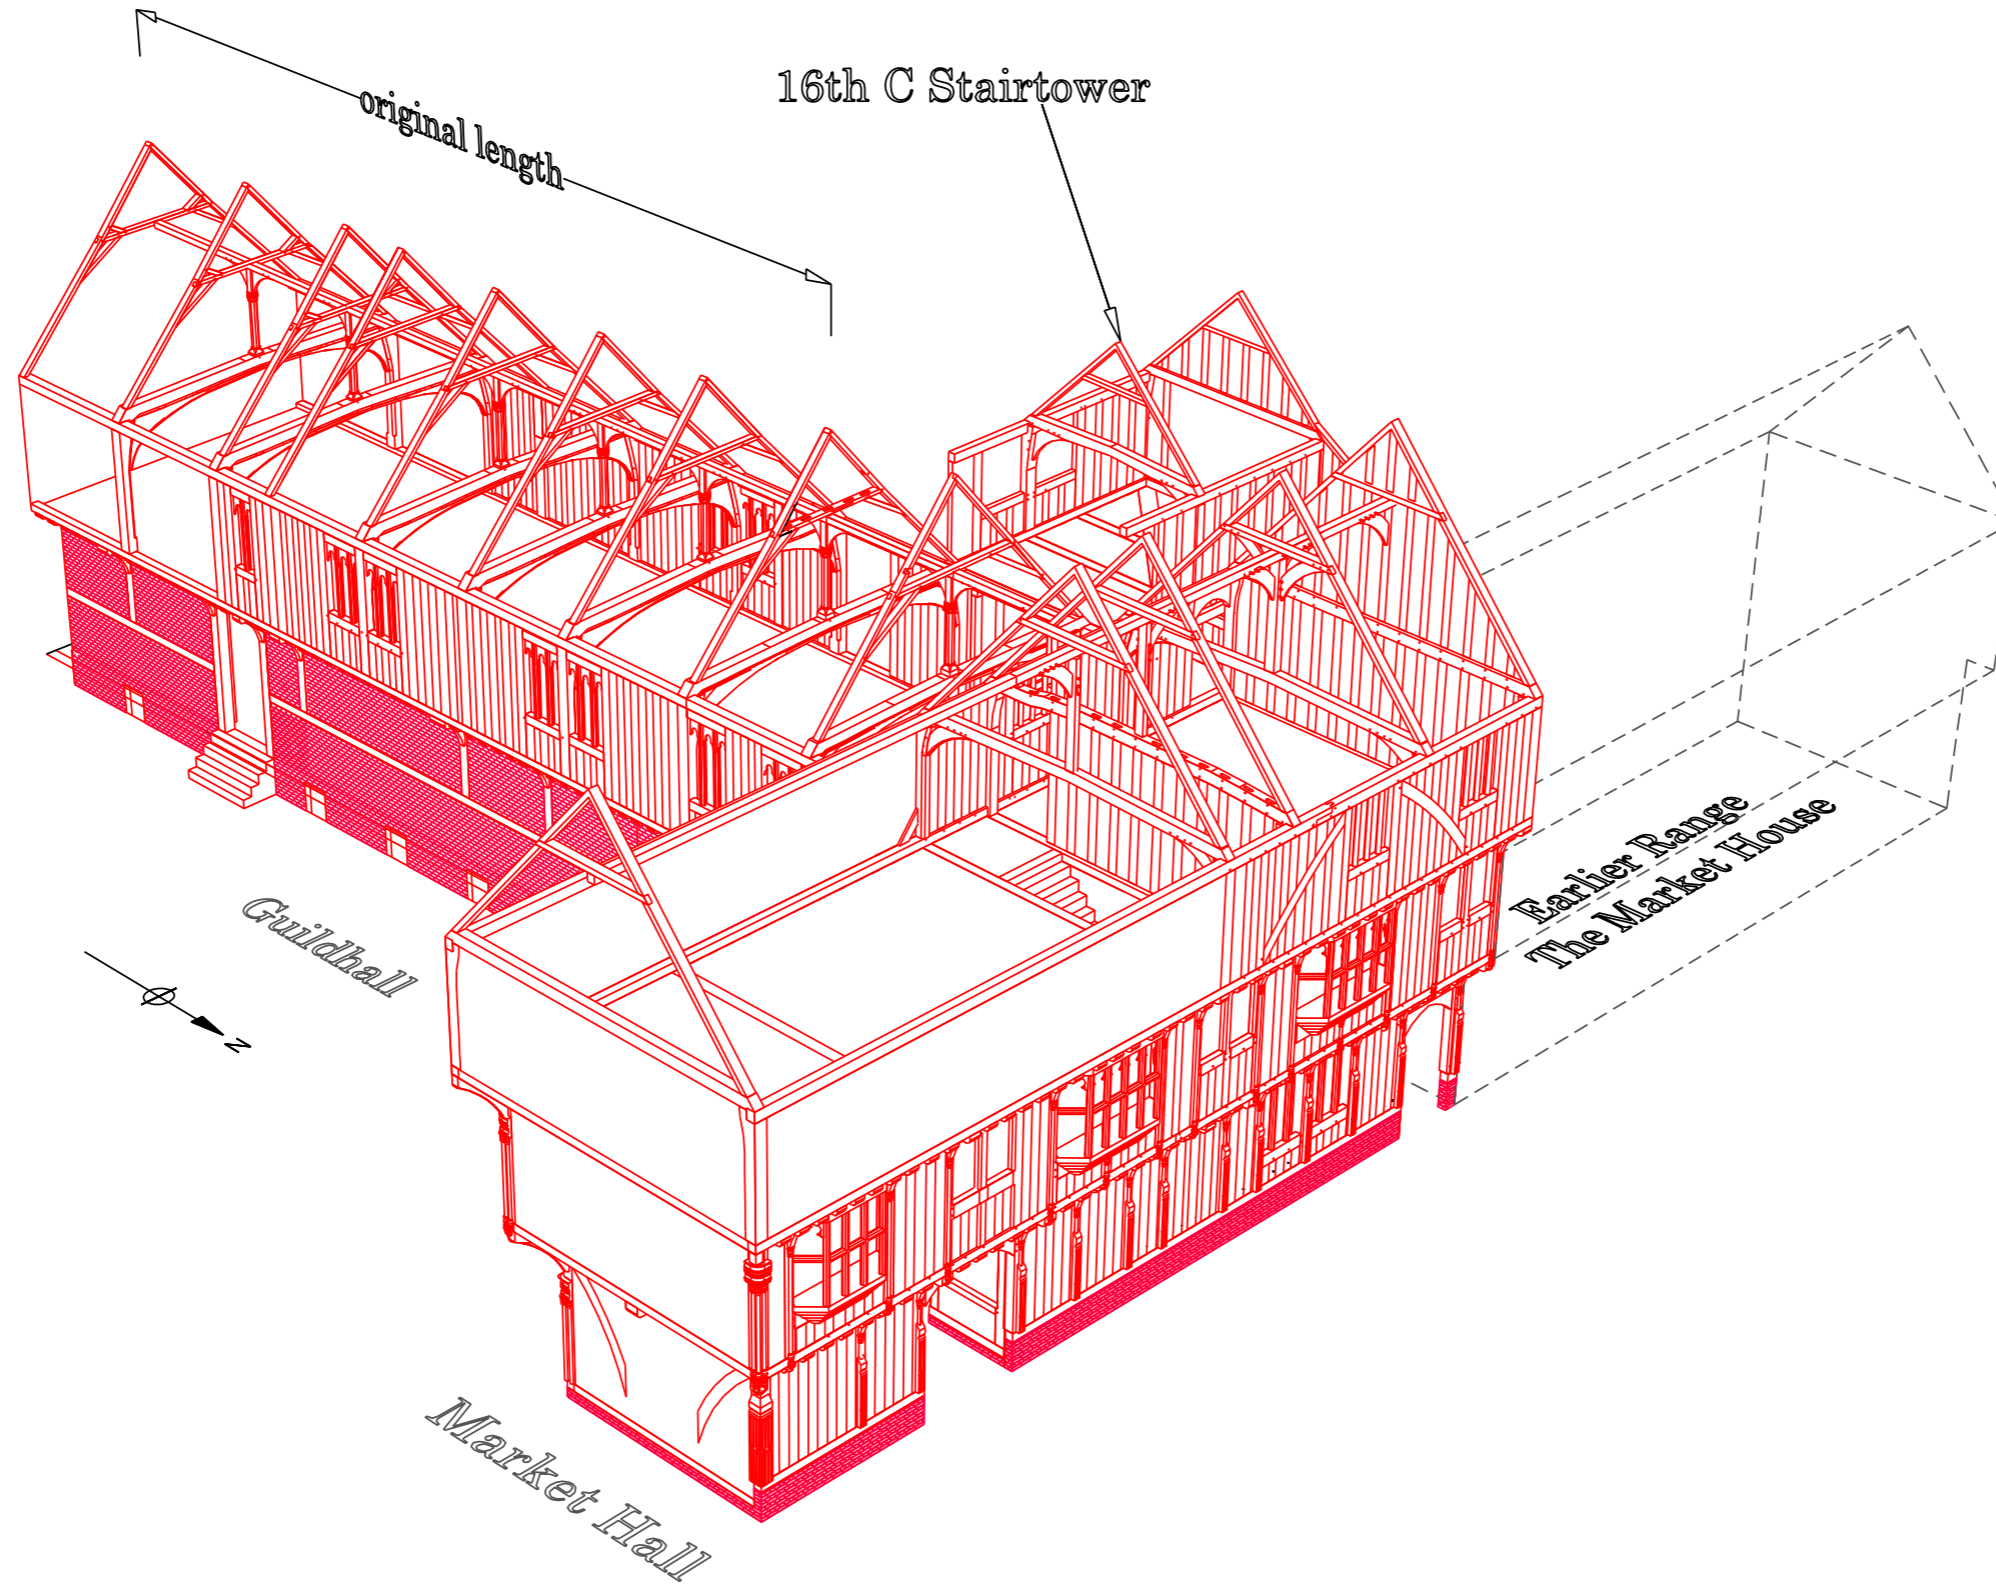 original length
16th C Stairtower
Earlier Range
The Market House
Guildhall
N
Market Hall